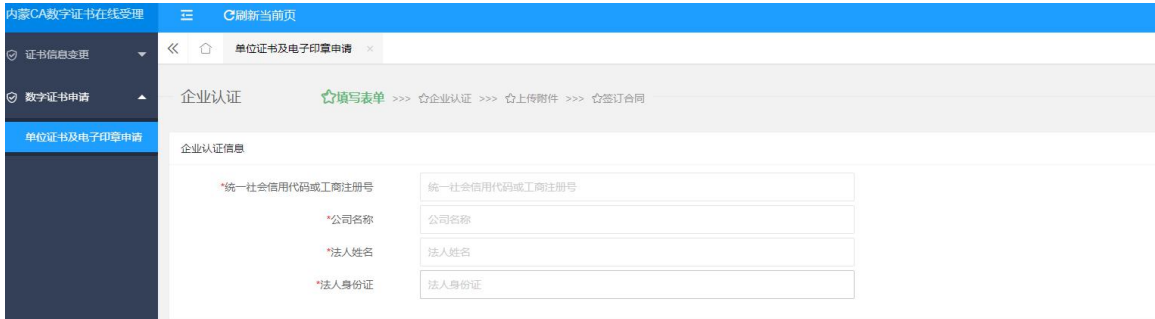 内蒙CA数字证书在线受理
刷新当前页
证书信息变更
单位证书及电子印章申请
数字证书申请
企业认证
填写表单 >>> 企业认证 >>> 上传附件 >>> 签订合同
单位证书及电子印章申请
企业认证信息
*统一社会信用代码或工商注册号 统一社会信用代码或工商注册号
*公司名称 公司名称
*法人姓名 法人姓名
*法人身份证 法人身份证